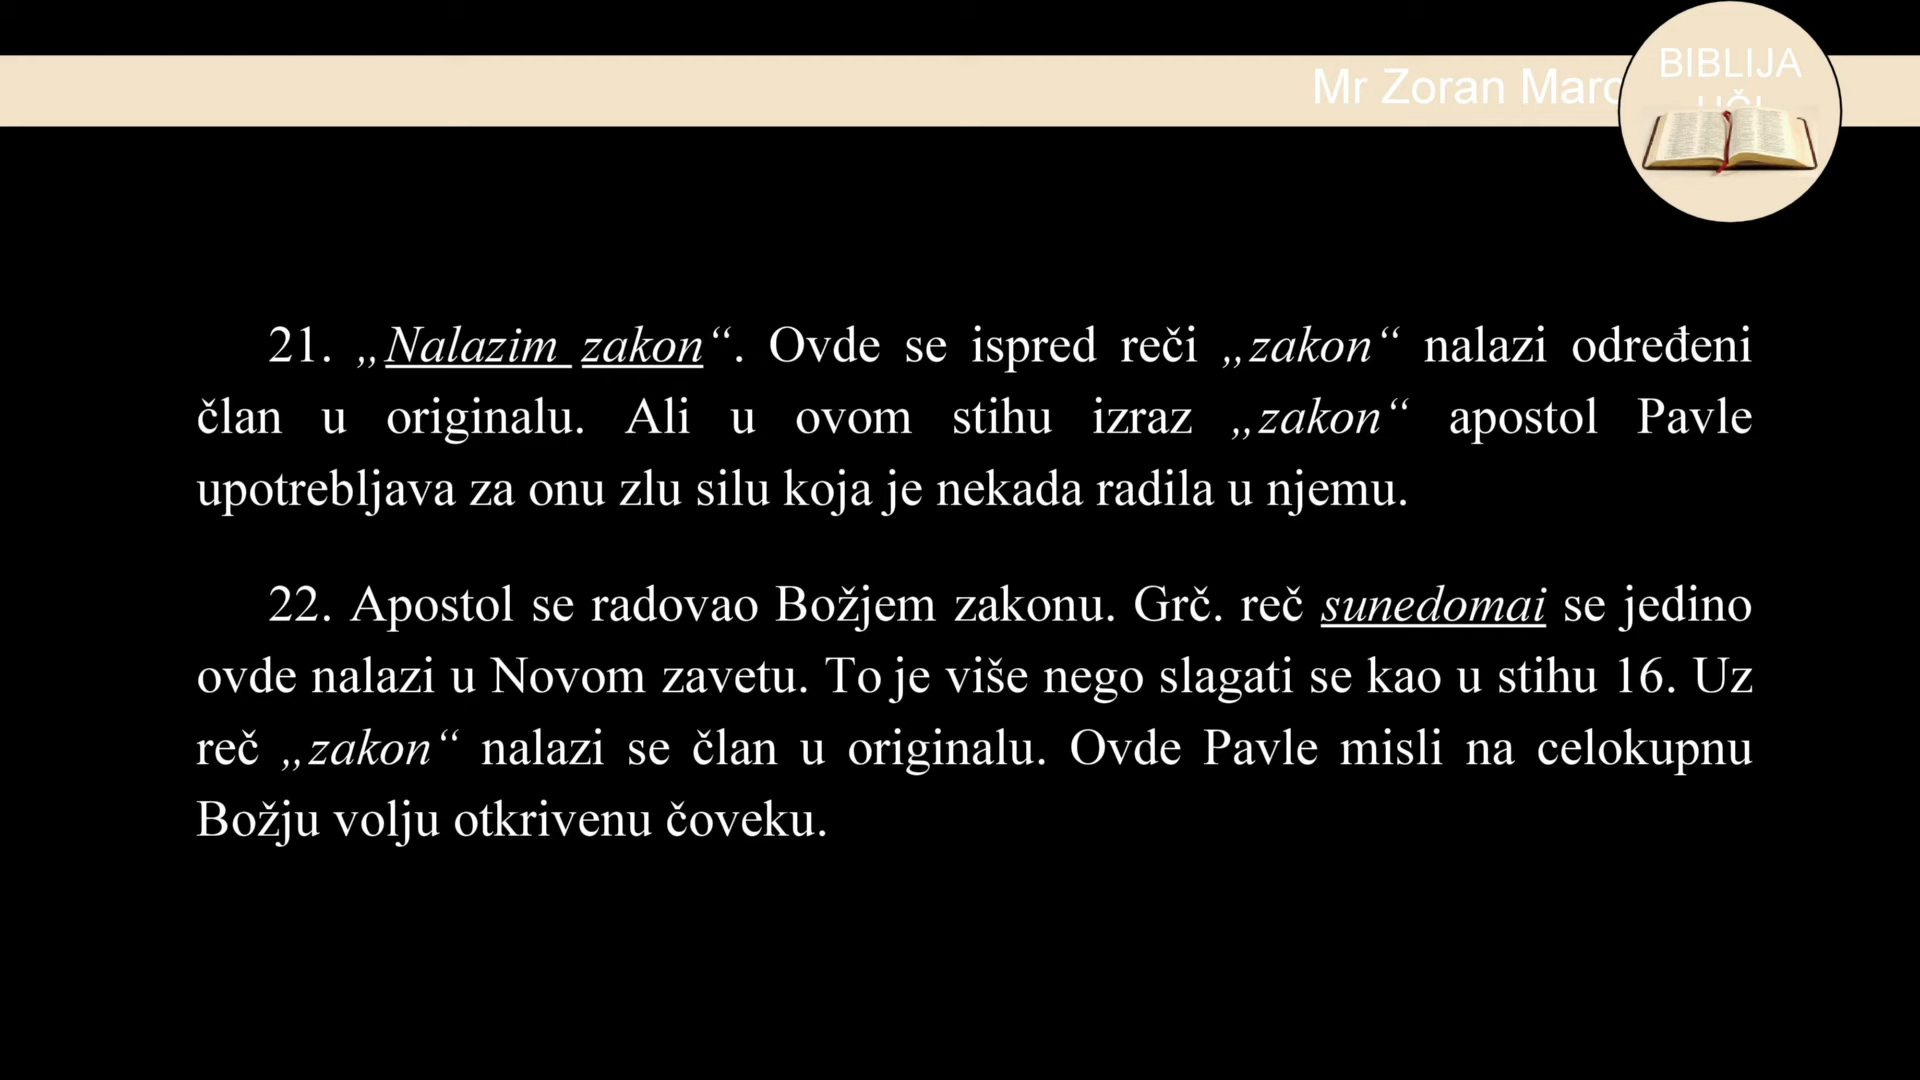 Mr Zoran
BIBLIJA
21. „Nalazim zakon“. Ovde se ispred reči „zakon“ nalazi određeni
član u originalu. Ali u ovom stihu izraz „zakon“ apostol Pavle
upotrebljava za onu zlu silu koja je nekada radila u njemu.
22. Apostol se radovao Božjem zakonu. Grč. reč sunedomai se jedino
ovde nalazi u Novom zavetu. To je više nego slagati se kao u stihu 16. Uz
reč „zakon“ nalazi se član u originalu. Ovde Pavle misli na celokupnu
Božju volju otkrivenu čoveku.